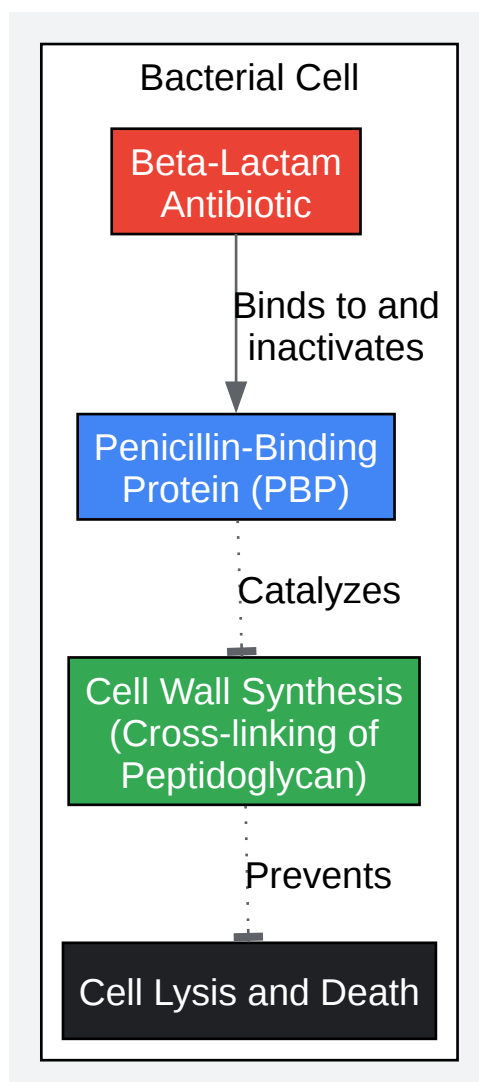 Bacterial Cell
Beta-Lactam
Antibiotic
Binds to and
inactivates
Penicillin-Binding
Protein (PBP)
Catalyzes
Cell Wall Synthesis
(Cross-linking of
Peptidoglycan)
Prevents
Cell Lysis and Death